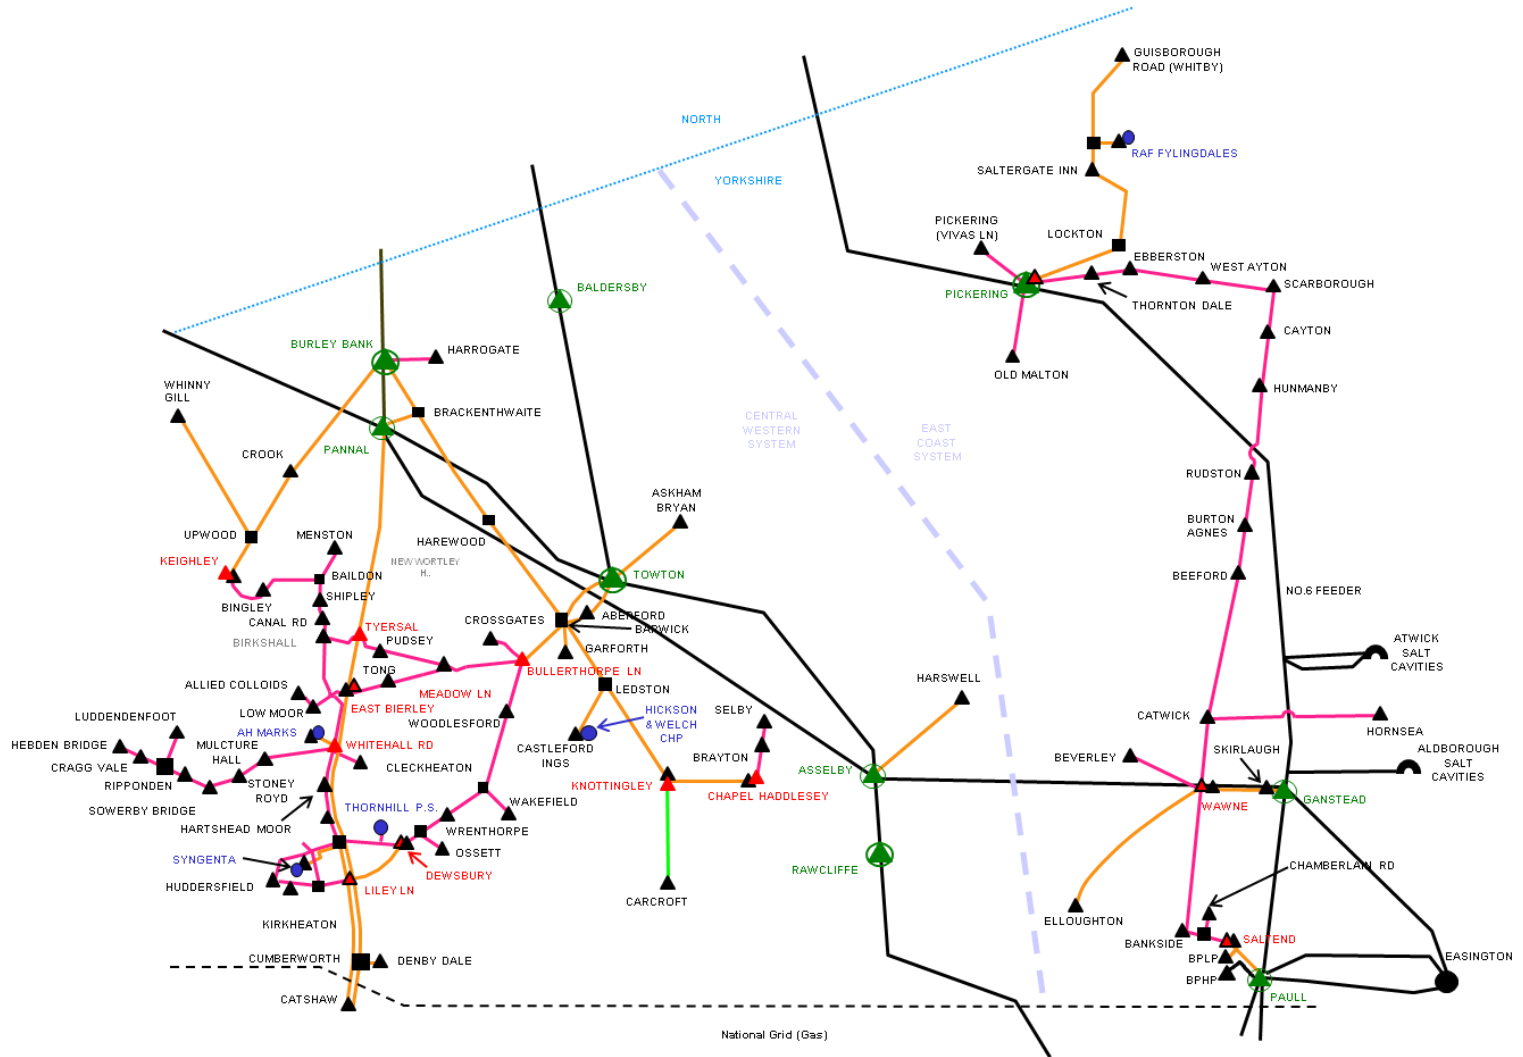 GUISBOROUGH
ROAD (WHITBY)
NORTH
RAF FYLINGDALES
SALTERGATE INN
YORKSHIRE
PICKERING
(VIVAS LN)
LOCKTON
EBBERSTON
WEST AYTON
SCARBOROUGH
BALDERSBY
PICKERING
THORNTON DALE
CAYTON
BURLEY BANK
HARROGATE
OLD MALTON
WHINNY
GILL
HUNMANBY
BRACKENTHWAITE
CENTRAL
WESTERN
SYSTEM
EAST
COAST
SYSTEM
PANNAL
CROOK
RUDSTON
ASKHAM
BRYAN
BURTON
AGNES
UPWOOD
MENSTON
HAREWOOD
KEIGHLEY
NEW WORTLEY
H..
BAILDON
TOWTON
BEEFORD
NO.6 FEEDER
BINGLEY
SHIPLEY
CANAL RD
CROSSGATES
ABERFORD
BARWICK
BIRKSHALL
TYERSAL
PUDSEY
GARFORTH
ATWICK
SALT
CAVITIES
TONG
BULLERTHORPE LN
ALLIED COLLOIDS
MEADOW LN
LEDSTON
HARSWELL
LOW MOOR
EAST BIERLEY
HICKSON
& WELCH
CHP
SELBY
LUDDENDENFOOT
WOODLESFORD
CATWICK
HORNSEA
AH MARKS
HEBDEN BRIDGE
MULCTURE
HALL
WHITEHALL RD
CASTLEFORD
INGS
BRAYTON
BEVERLEY
SKIRLAUGH
ALDBOROUGH
SALT
CAVITIES
CRAGG VALE
CLECKHEATON
ASSELBY
RIPPONDEN
STONEY
ROYD
KNOTTINGLEY
CHAPEL HADDLESEY
WAWNE
GANSTEAD
SOWERBY BRIDGE
THORNHILL P.S.
WAKEFIELD
HARTSHEAD MOOR
WRENTHORPE
SYNGENTA
OSSETT
RAWCLIFFE
CHAMBERLAIN RD
DEWSBURY
HUDDERSFIELD
LILEY LN
CARCROFT
KIRKHEATON
ELLOUGHTON
BANKSIDE
SALTEND
CUMBERWORTH
DENBY DALE
BPLP
EASINGTON
BPHP
CATSHAW
PAULL
National Grid (Gas)